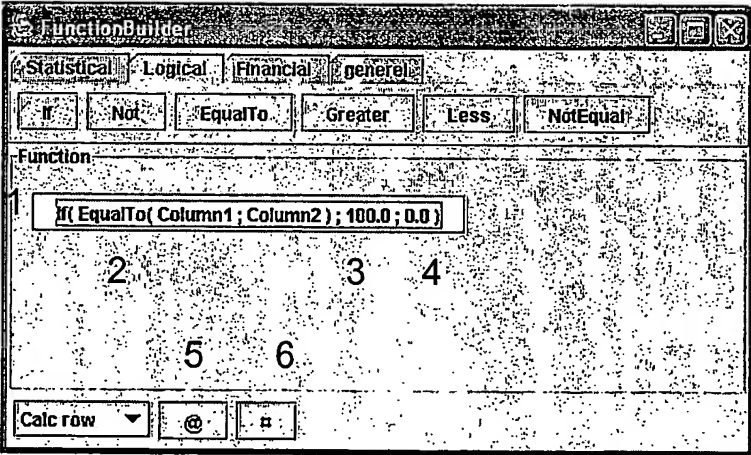 FunctionBuilder
Statistical Logical Financial generel
If Not EqualTo Greater Less NotEqual
Function
1
If( EqualTo( Column1 ; Column2 ) ; 100.0 ; 0.0 )
2 3 4
5 6
Calc row @ ¤